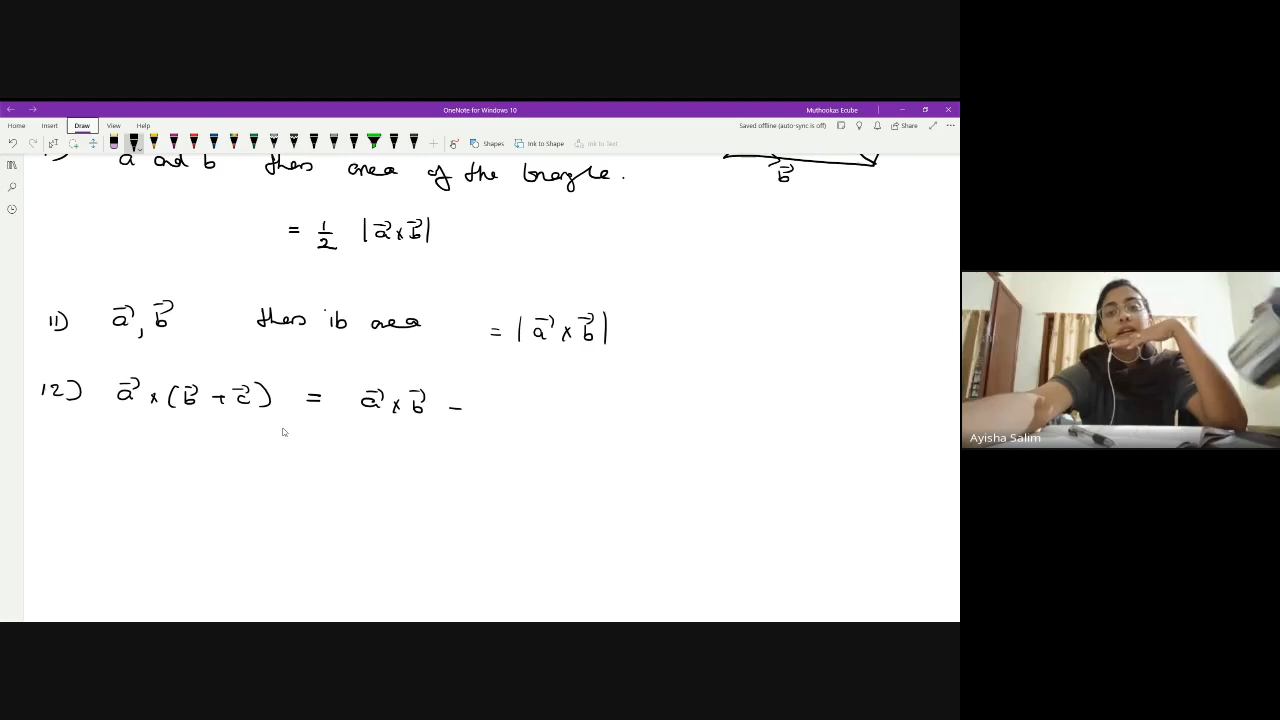 OneNote for Windows 10
Muthookas Ecube
Home Insert Draw View Help
Saved offline (auto-sync is off) Share
Shapes Ink to Shape Ink to Text
a and b then area of the triangle.
b⃗
= 1/2 |a⃗ × b⃗|
11) a⃗, b⃗ then area = |a⃗ × b⃗|
12) a⃗ × (b⃗ + c⃗) = a⃗ × b⃗ −
Ayisha Salim